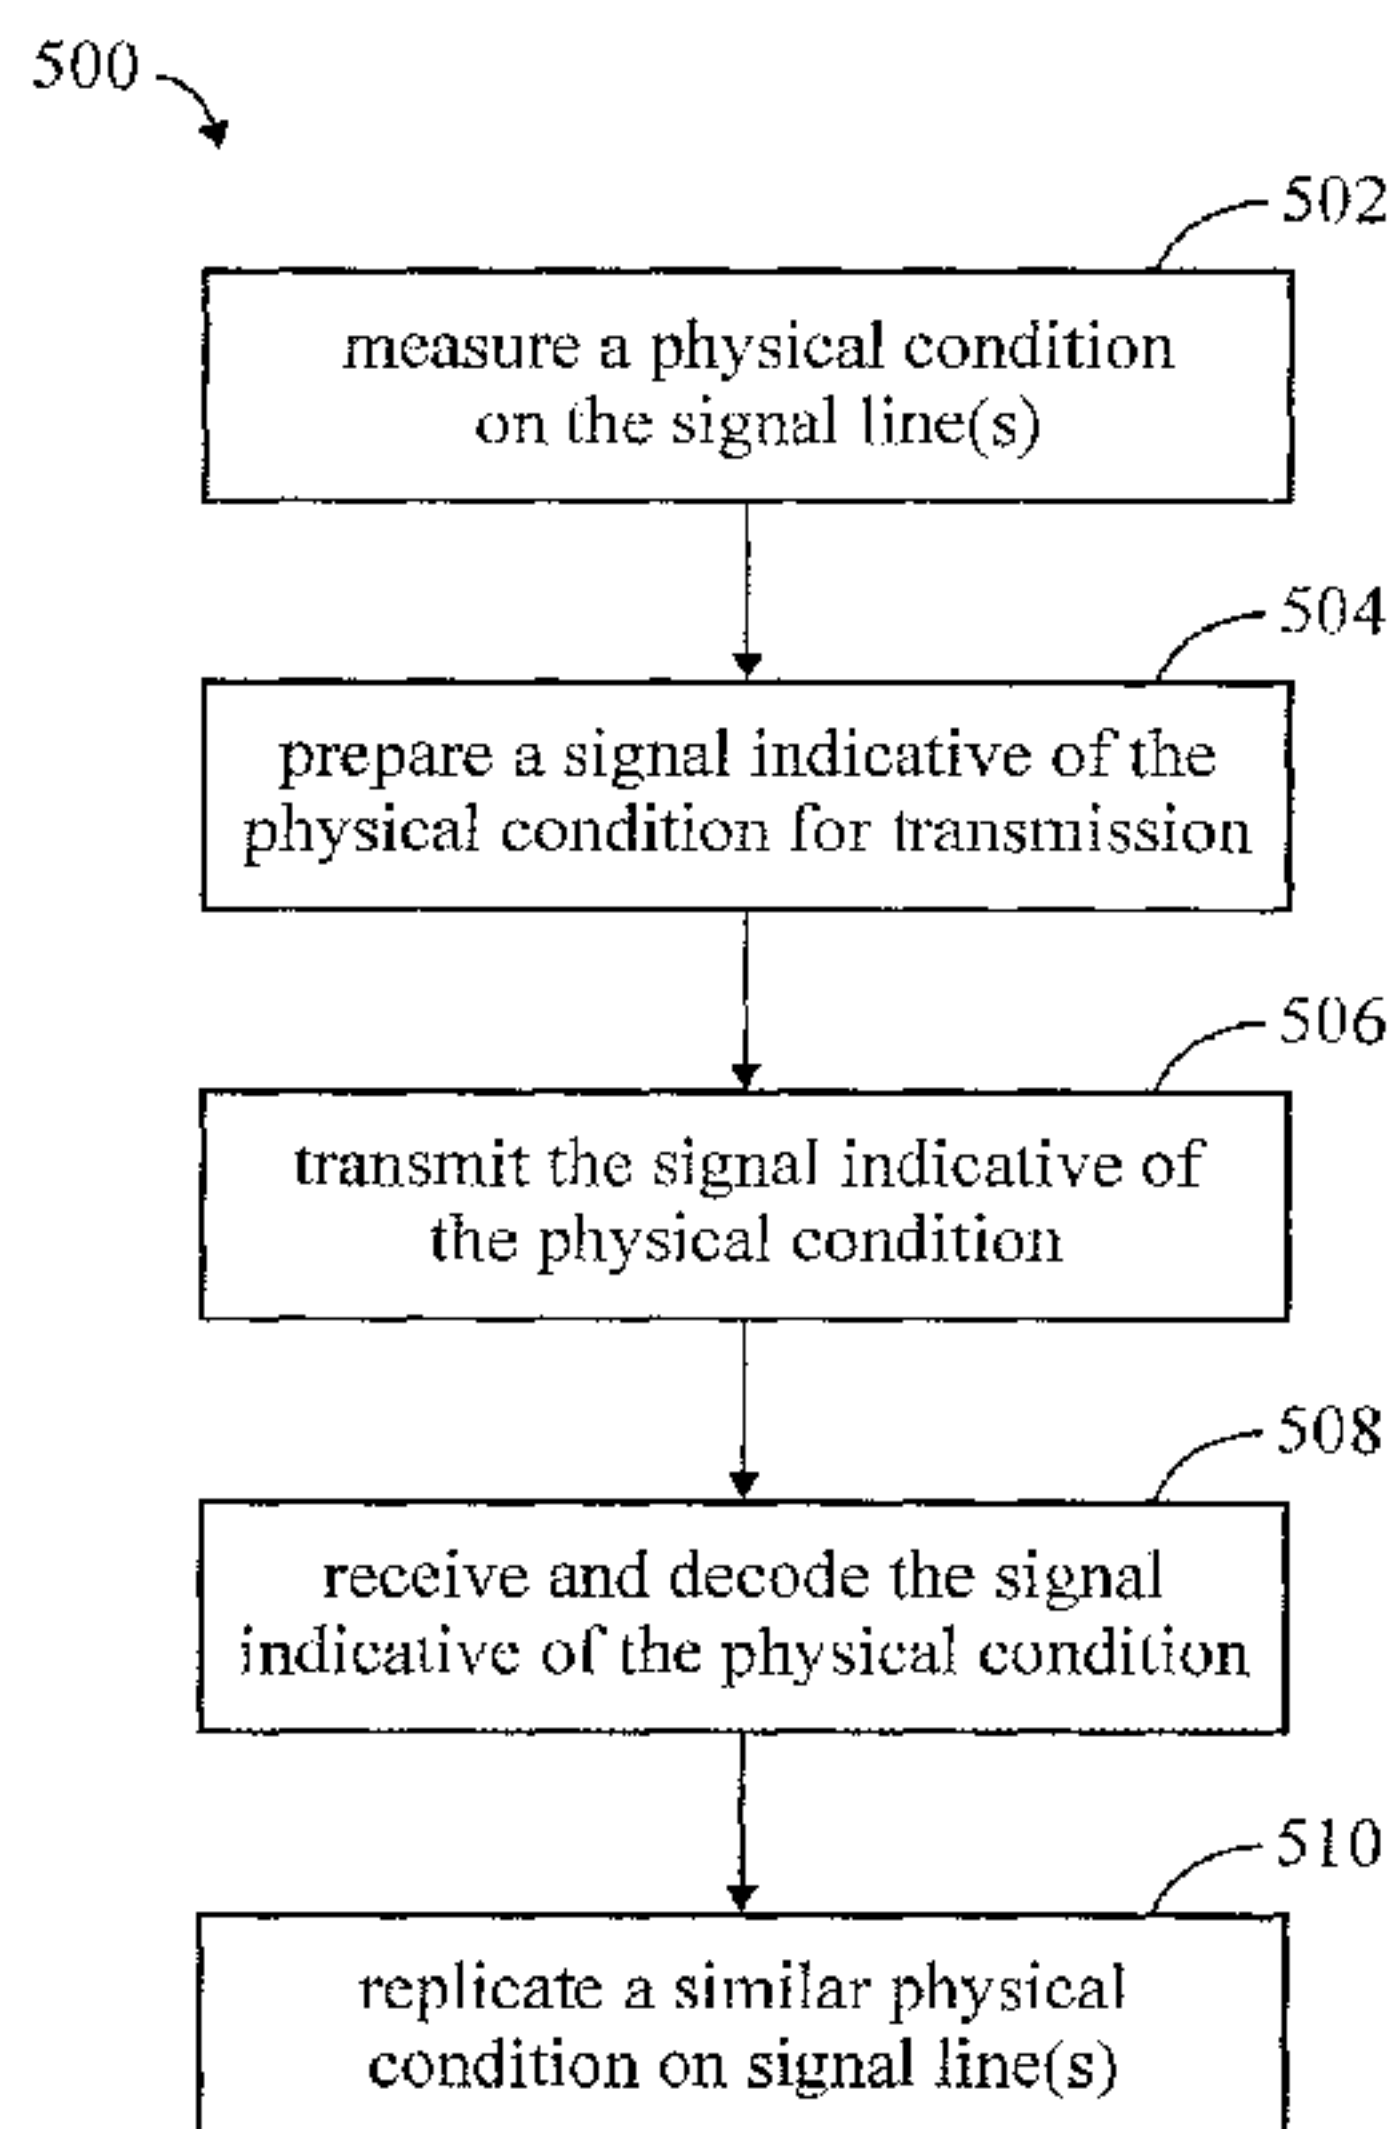 500
502
measure a physical condition
on the signal line(s)
504
prepare a signal indicative of the
physical condition for transmission
506
transmit the signal indicative of
the physical condition
508
receive and decode the signal
indicative of the physical condition
510
replicate a similar physical
condition on signal line(s)